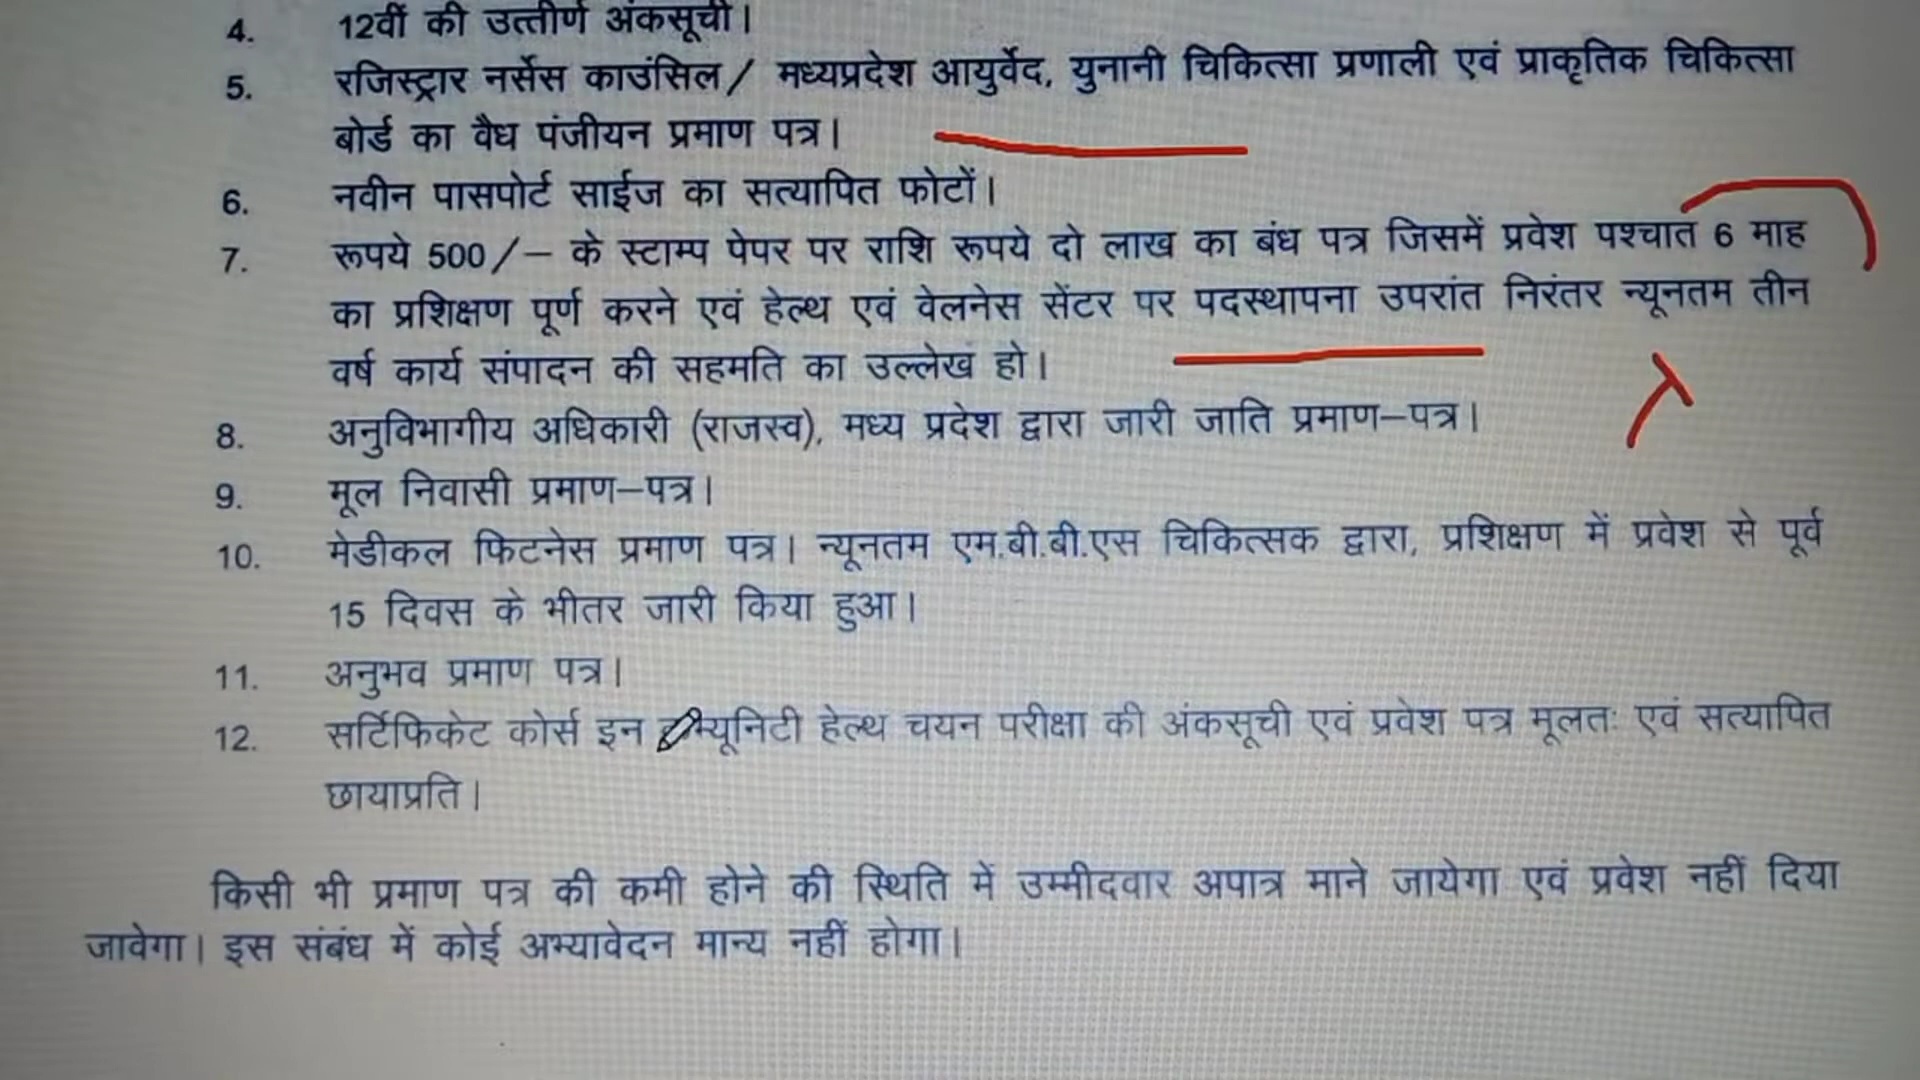 4. 12वीं की उत्तीर्ण अंकसूची।
5. रजिस्ट्रार नर्सेस काउंसिल/ मध्यप्रदेश आयुर्वेद, युनानी चिकित्सा प्रणाली एवं प्राकृतिक चिकित्सा
बोर्ड का वैध पंजीयन प्रमाण पत्र।
6. नवीन पासपोर्ट साईज का सत्यापित फोटों।
7. रूपये 500/– के स्टाम्प पेपर पर राशि रूपये दो लाख का बंध पत्र जिसमें प्रवेश पश्चात 6 माह
का प्रशिक्षण पूर्ण करने एवं हेल्थ एवं वेलनेस सेंटर पर पदस्थापना उपरांत निरंतर न्यूनतम तीन
वर्ष कार्य संपादन की सहमति का उल्लेख हो।
8. अनुविभागीय अधिकारी (राजस्व), मध्य प्रदेश द्वारा जारी जाति प्रमाण–पत्र।
9. मूल निवासी प्रमाण–पत्र।
10. मेडीकल फिटनेस प्रमाण पत्र। न्यूनतम एम.बी.बी.एस चिकित्सक द्वारा, प्रशिक्षण में प्रवेश से पूर्व
15 दिवस के भीतर जारी किया हुआ।
11. अनुभव प्रमाण पत्र।
12. सर्टिफिकेट कोर्स इन कम्यूनिटी हेल्थ चयन परीक्षा की अंकसूची एवं प्रवेश पत्र मूलतः एवं सत्यापित
छायाप्रति।
किसी भी प्रमाण पत्र की कमी होने की स्थिति में उम्मीदवार अपात्र माने जायेगा एवं प्रवेश नहीं दिया
जावेगा। इस संबंध में कोई अभ्यावेदन मान्य नहीं होगा।